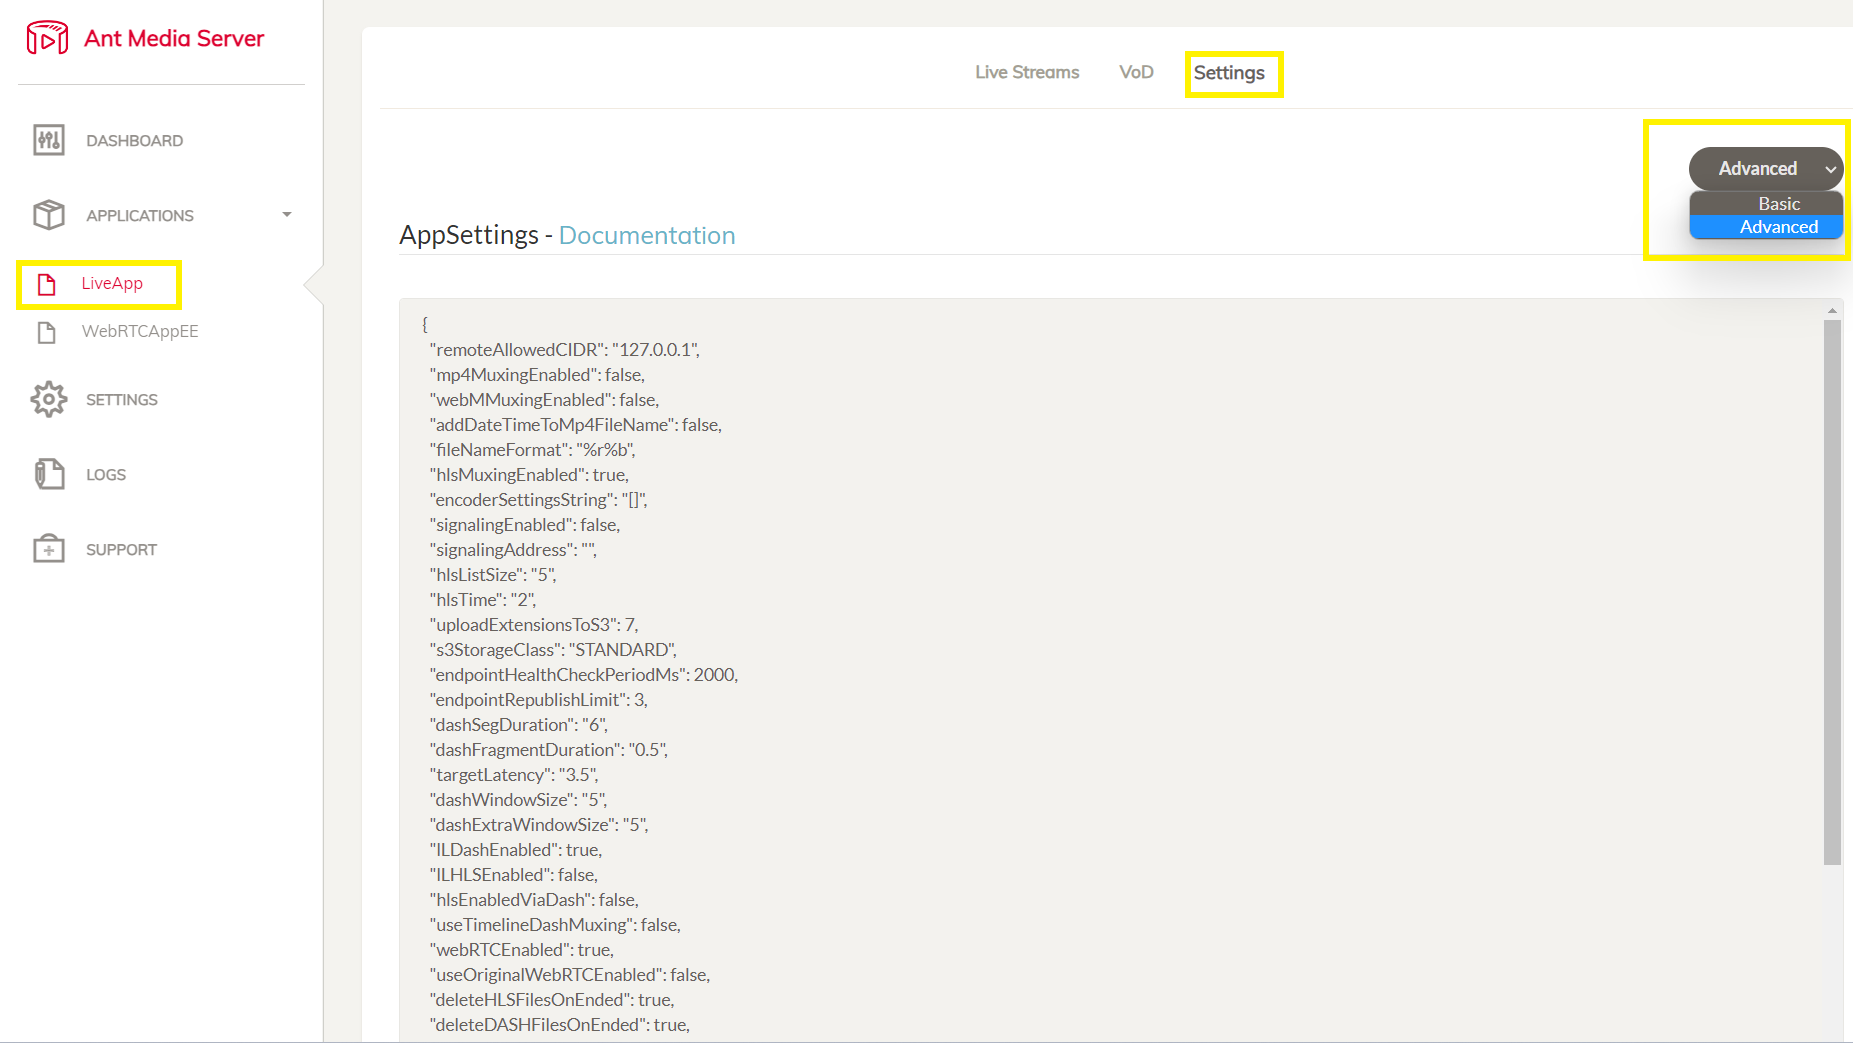 Ant Media Server
DASHBOARD
APPLICATIONS
LiveApp
WebRTCAppEE
SETTINGS
LOGS
SUPPORT
Live Streams
VoD
Settings
Advanced
Basic
Advanced
AppSettings - Documentation
{
"remoteAllowedCIDR": "127.0.0.1",
"mp4MuxingEnabled": false,
"webMMuxingEnabled": false,
"addDateTimeToMp4FileName": false,
"fileNameFormat": "%r%b",
"hlsMuxingEnabled": true,
"encoderSettingsString": "[]",
"signalingEnabled": false,
"signalingAddress": "",
"hlsListSize": "5",
"hlsTime": "2",
"uploadExtensionsToS3": 7,
"s3StorageClass": "STANDARD",
"endpointHealthCheckPeriodMs": 2000,
"endpointRepublishLimit": 3,
"dashSegDuration": "6",
"dashFragmentDuration": "0.5",
"targetLatency": "3.5",
"dashWindowSize": "5",
"dashExtraWindowSize": "5",
"lLDashEnabled": true,
"lLHLSEnabled": false,
"hlsEnabledViaDash": false,
"useTimelineDashMuxing": false,
"webRTCEnabled": true,
"useOriginalWebRTCEnabled": false,
"deleteHLSFilesOnEnded": true,
"deleteDASHFilesOnEnded": true,